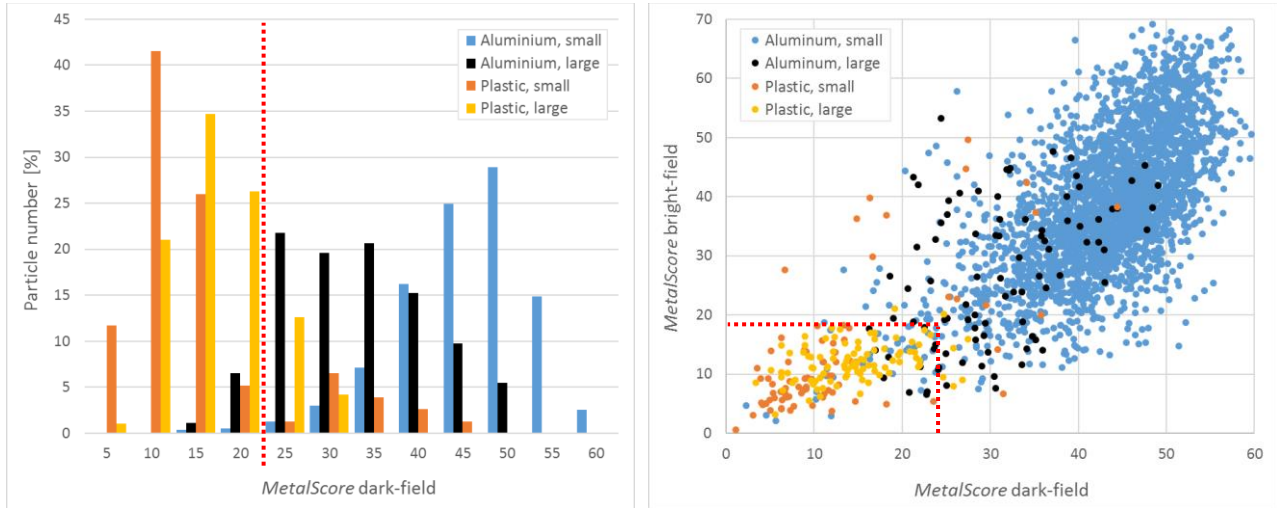 45
40
35
30
25
20
15
10
5
0
Particle number [%]
Aluminium, small
Aluminium, large
Plastic, small
Plastic, large
5 10 15 20 25 30 35 40 45 50 55 60
MetalScore dark-field
70
60
50
40
30
20
10
0
MetalScore bright-field
Aluminum, small
Aluminum, large
Plastic, small
Plastic, large
0 10 20 30 40 50 60
MetalScore dark-field